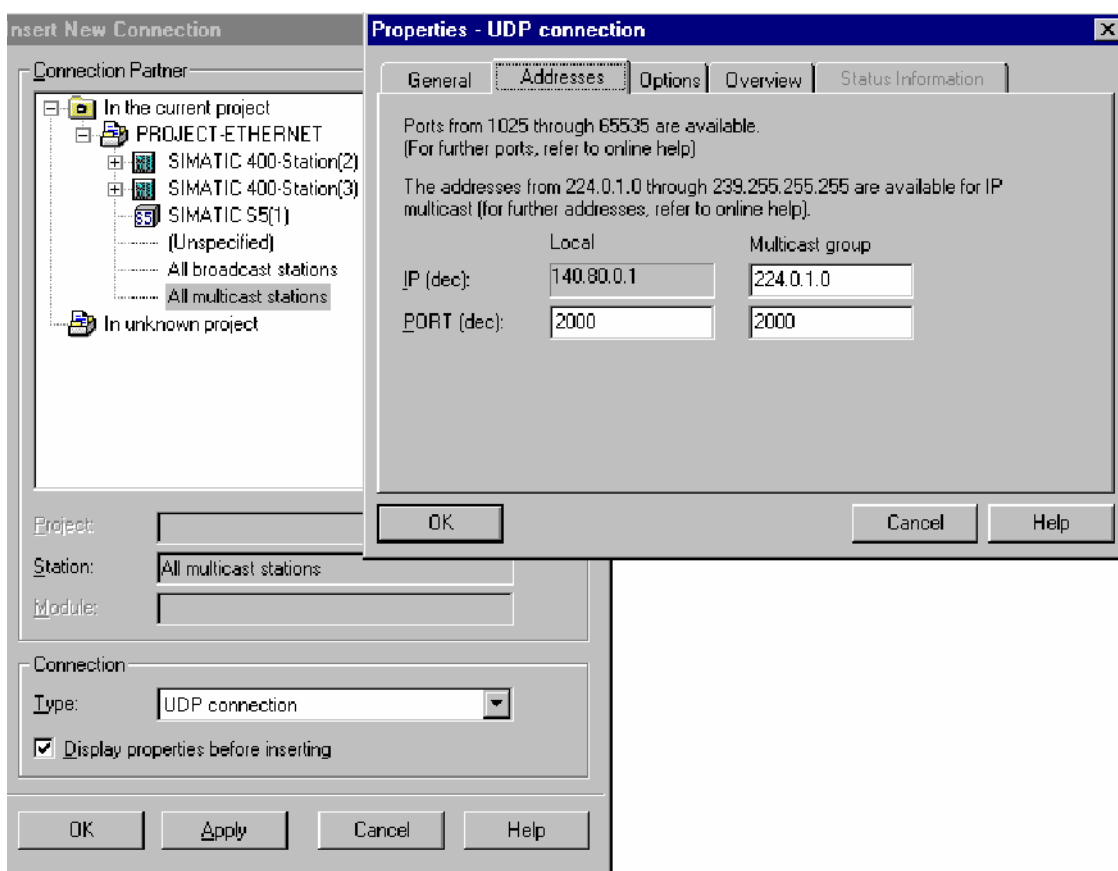 Insert New Connection
Connection Partner
In the current project
PROJECT-ETHERNET
SIMATIC 400-Station(2)
SIMATIC 400-Station(3)
S5 SIMATIC S5(1)
(Unspecified)
All broadcast stations
All multicast stations
In unknown project
Project:
Station: All multicast stations
Module:
Connection
Type: UDP connection
Display properties before inserting
OK Apply Cancel Help
Properties - UDP connection
General Addresses Options Overview Status Information
Ports from 1025 through 65535 are available.
(For further ports, refer to online help)
The addresses from 224.0.1.0 through 239.255.255.255 are available for IP
multicast (for further addresses, refer to online help).
Local Multicast group
IP (dec): 140.80.0.1 224.0.1.0
PORT (dec): 2000 2000
OK Cancel Help